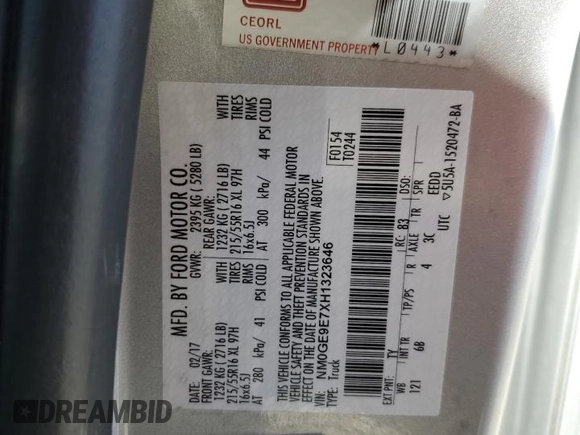 CEORL
US GOVERNMENT PROPERTY
*L0443*
MFD. BY FORD MOTOR CO.
DATE: 02/17 GVWR: 2395 KG ( 5280 LB)
FRONT GAWR: REAR GAWR:
1232 KG ( 2716 LB) WITH 1232 KG ( 2716 LB) WITH
215/55R16 XL 97H TIRES 215/55R16 XL 97H TIRES
16x6.5J RIMS 16x6.5J RIMS
AT 280 kPa/ 41 PSI COLD AT 300 kPa/ 44 PSI COLD
THIS VEHICLE CONFORMS TO ALL APPLICABLE FEDERAL MOTOR
VEHICLE SAFETY AND THEFT PREVENTION STANDARDS IN
EFFECT ON THE DATE OF MANUFACTURE SHOWN ABOVE.
VIN: NM0GE9E7XH1323646
TYPE: Truck
F0154
T0244
EXT PNT: TY RC: 83 DSO:
WB INT TR TP/PS R AXLE TR SPR
121 6B 4 3C EEDD
UTC ▽5U5A-1520472-BA
DREAMBID